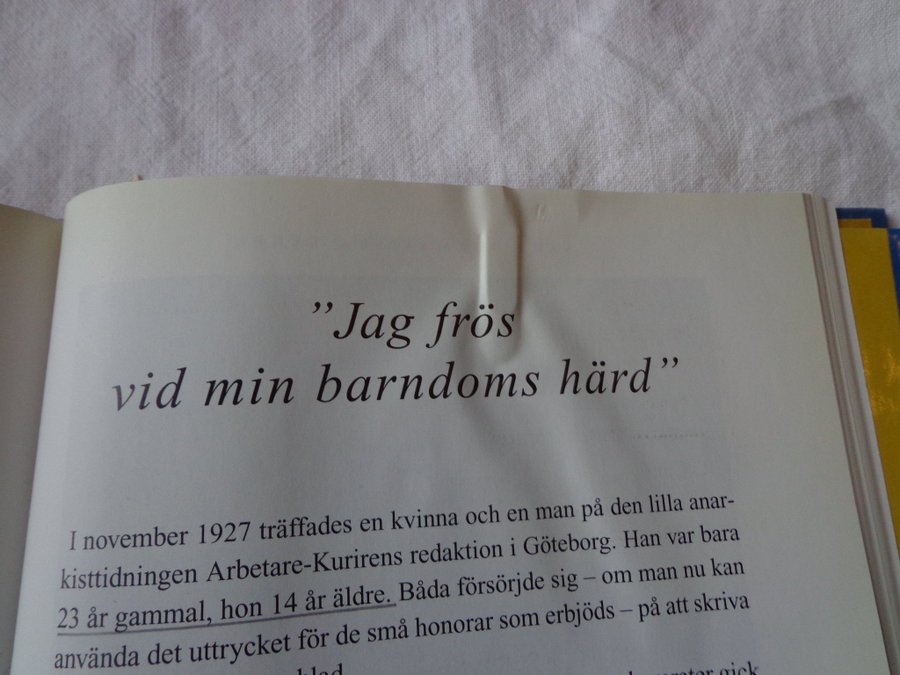 ”Jag frös
vid min barndoms härd”
I november 1927 träffades en kvinna och en man på den lilla anar-
kisttidningen Arbetare-Kurirens redaktion i Göteborg. Han var bara
23 år gammal, hon 14 år äldre. Båda försörjde sig – om man nu kan
använda det uttrycket för de små honorar som erbjöds – på att skriva
gick